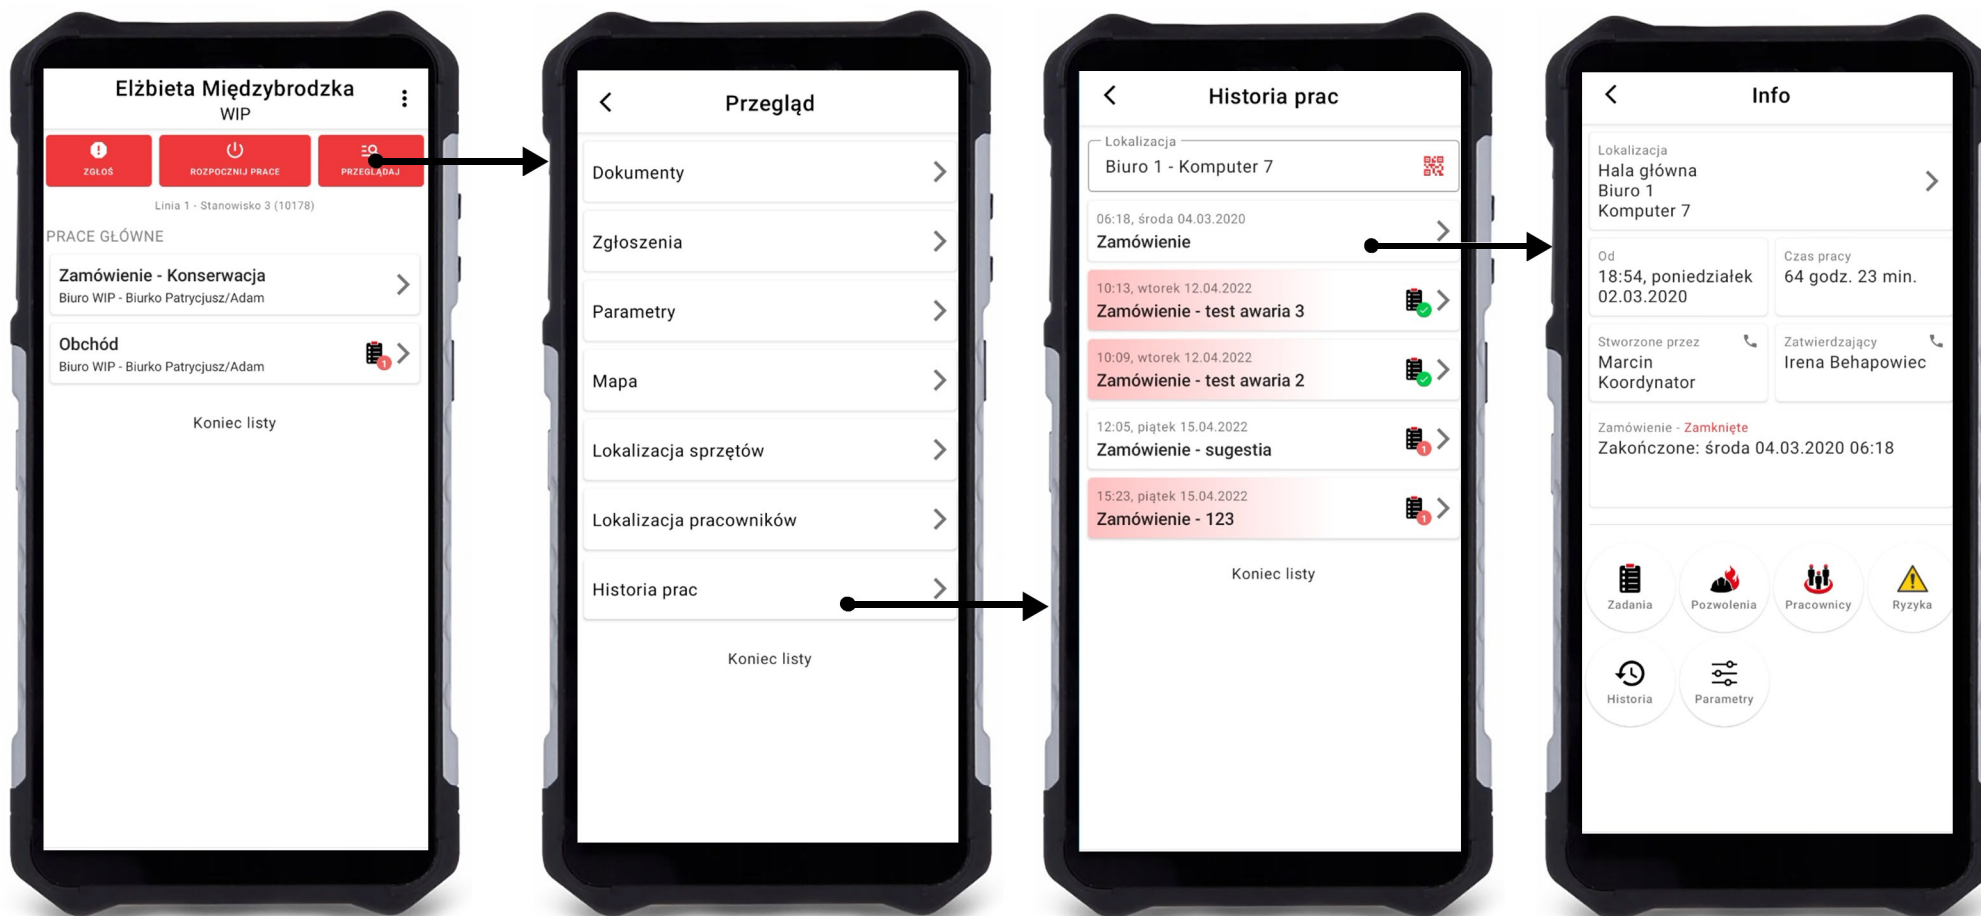 Elżbieta Międzybrodzka
WIP
ZGŁOŚ
ROZPOCZNIJ PRACE
PRZEGLĄDAJ
Linia 1 - Stanowisko 3 (10178)
PRACE GŁÓWNE
Zamówienie - Konserwacja
Biuro WIP - Biurko Patrycjusz/Adam
Obchód
Biuro WIP - Biurko Patrycjusz/Adam
1
Koniec listy
Przegląd
Dokumenty
Zgłoszenia
Parametry
Mapa
Lokalizacja sprzętów
Lokalizacja pracowników
Historia prac
Koniec listy
Historia prac
Lokalizacja
Biuro 1 - Komputer 7
06:18, środa 04.03.2020
Zamówienie
10:13, wtorek 12.04.2022
Zamówienie - test awaria 3
10:09, wtorek 12.04.2022
Zamówienie - test awaria 2
12:05, piątek 15.04.2022
Zamówienie - sugestia
1
15:23, piątek 15.04.2022
Zamówienie - 123
1
Koniec listy
Info
Lokalizacja
Hala główna
Biuro 1
Komputer 7
Od
18:54, poniedziałek
02.03.2020
Czas pracy
64 godz. 23 min.
Stworzone przez
Marcin
Koordynator
Zatwierdzający
Irena Behapowiec
Zamówienie - Zamknięte
Zakończone: środa 04.03.2020 06:18
Zadania
Pozwolenia
Pracownicy
Ryzyka
Historia
Parametry